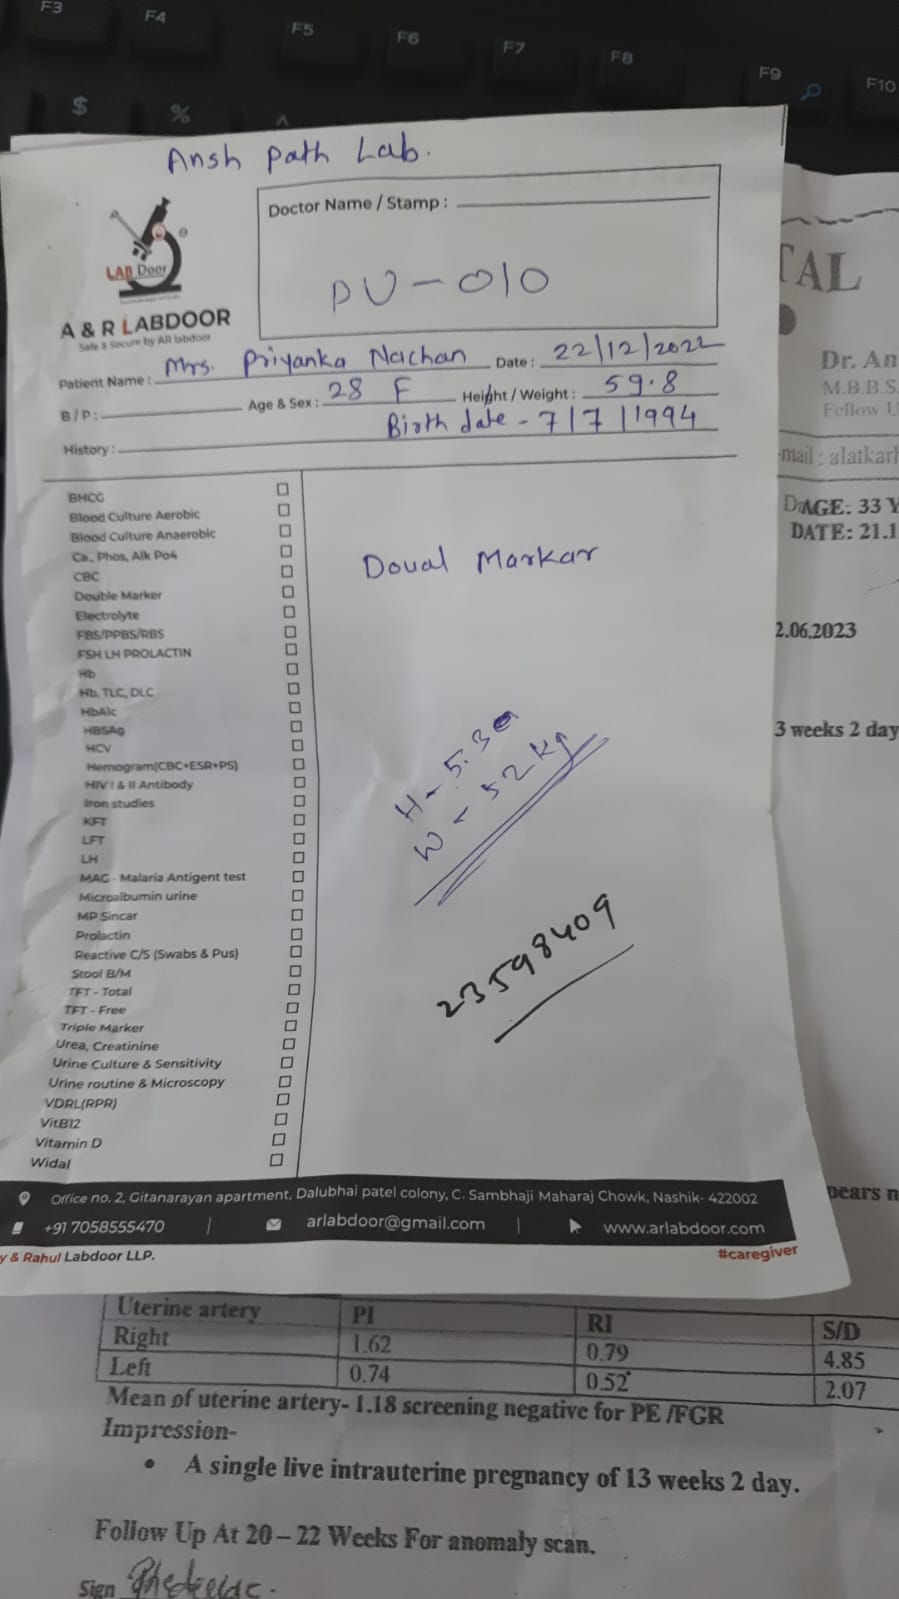 F3 F4 F5 F6 F7 F8 F9 F10
$ %
Ansh Path Lab.
Doctor Name / Stamp :
PU-010
LAB Door
A & R LABDOOR
Safe & Secure by AR labdoor
Patient Name : Mrs. Priyanka Nachan Date : 22/12/2022
B / P : Age & Sex : 28 F Height / Weight : 59.8
Birth date - 7/7/1994
History :
BHCG
Blood Culture Aerobic
Blood Culture Anaerobic
Ca., Phos, Alk Po4
CBC
Double Marker
Electrolyte
FBS/PPBS/RBS
FSH LH PROLACTIN
Hb
Hb, TLC, DLC
HbA1c
HBSAg
HCV
Hemogram(CBC+ESR+PS)
HIV I & II Antibody
Iron studies
KFT
LFT
LH
MAG - Malaria Antigent test
Microalbumin urine
MP Sincar
Prolactin
Reactive C/S (Swabs & Pus)
Stool B/M
TFT - Total
TFT - Free
Triple Marker
Urea, Creatinine
Urine Culture & Sensitivity
Urine routine & Microscopy
VDRL(RPR)
VitB12
Vitamin D
Widal
Doual Markar
H - 5.3
W - 52 kg
23598409
Office no. 2, Gitanarayan apartment, Dalubhai patel colony, C. Sambhaji Maharaj Chowk, Nashik- 422002
+91 7058555470 | arlabdoor@gmail.com | www.arlabdoor.com
y & Rahul Labdoor LLP. #caregiver
TAL
Dr. An
M.B.B.S
Fellow
mail : alatkarh
AGE: 33 Y
DATE: 21.1
2.06.2023
3 weeks 2 day
pears n
Uterine artery PI RI S/D
Right 1.62 0.79 4.85
Left 0.74 0.52 2.07
Mean of uterine artery- 1.18 screening negative for PE /FGR
Impression-
• A single live intrauterine pregnancy of 13 weeks 2 day.
Follow Up At 20 – 22 Weeks For anomaly scan.
Sign